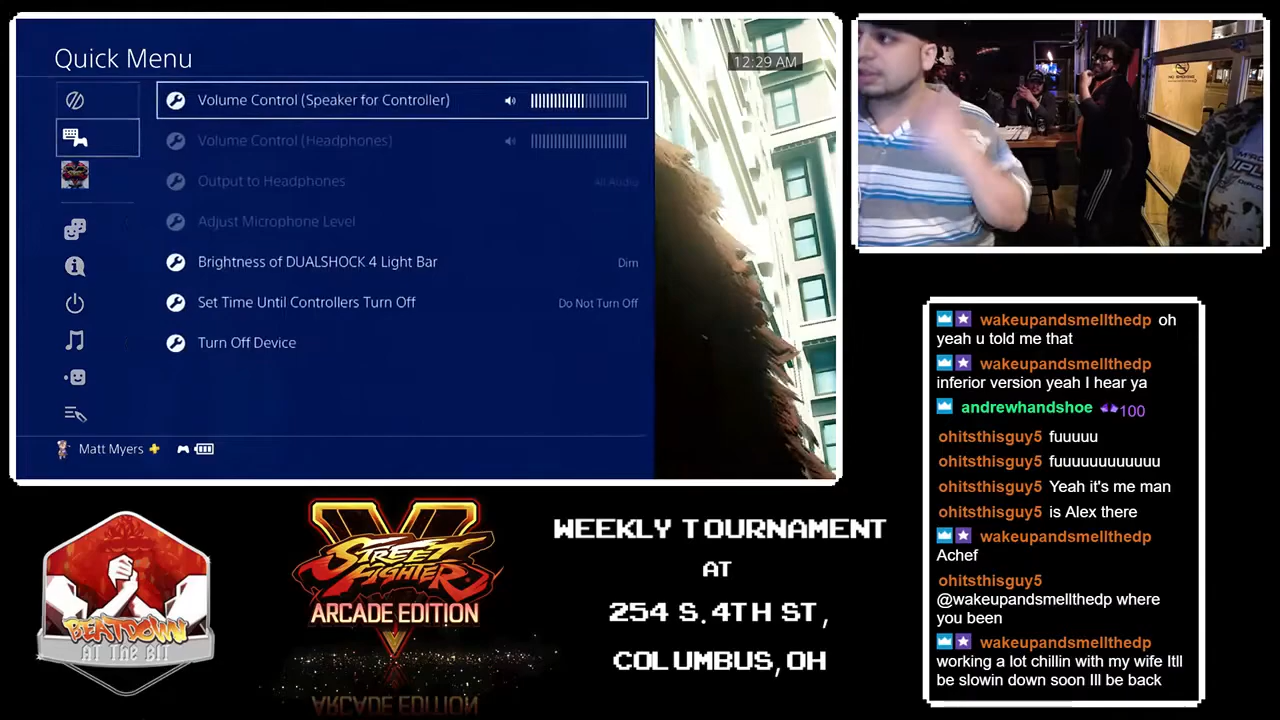 Quick Menu
12:29 AM
Volume Control (Speaker for Controller)
Volume Control (Headphones)
Output to Headphones All Audio
Adjust Microphone Level
Brightness of DUALSHOCK 4 Light Bar Dim
Set Time Until Controllers Turn Off Do Not Turn Off
Turn Off Device
Matt Myers
wakeupandsmellthedp oh
yeah u told me that
wakeupandsmellthedp
inferior version yeah I hear ya
andrewhandshoe 100
ohitsthisguy5 fuuuuu
ohitsthisguy5 fuuuuuuuuuuuu
ohitsthisguy5 Yeah it's me man
ohitsthisguy5 is Alex there
wakeupandsmellthedp
Achef
ohitsthisguy5
@wakeupandsmellthedp where
you been
wakeupandsmellthedp
working a lot chillin with my wife Itll
be slowin down soon Ill be back
BEATDOWN
AT THE BIT
V
STREET
FIGHTER
ARCADE EDITION
WEEKLY TOURNAMENT
AT
254 S. 4TH ST,
COLUMBUS, OH